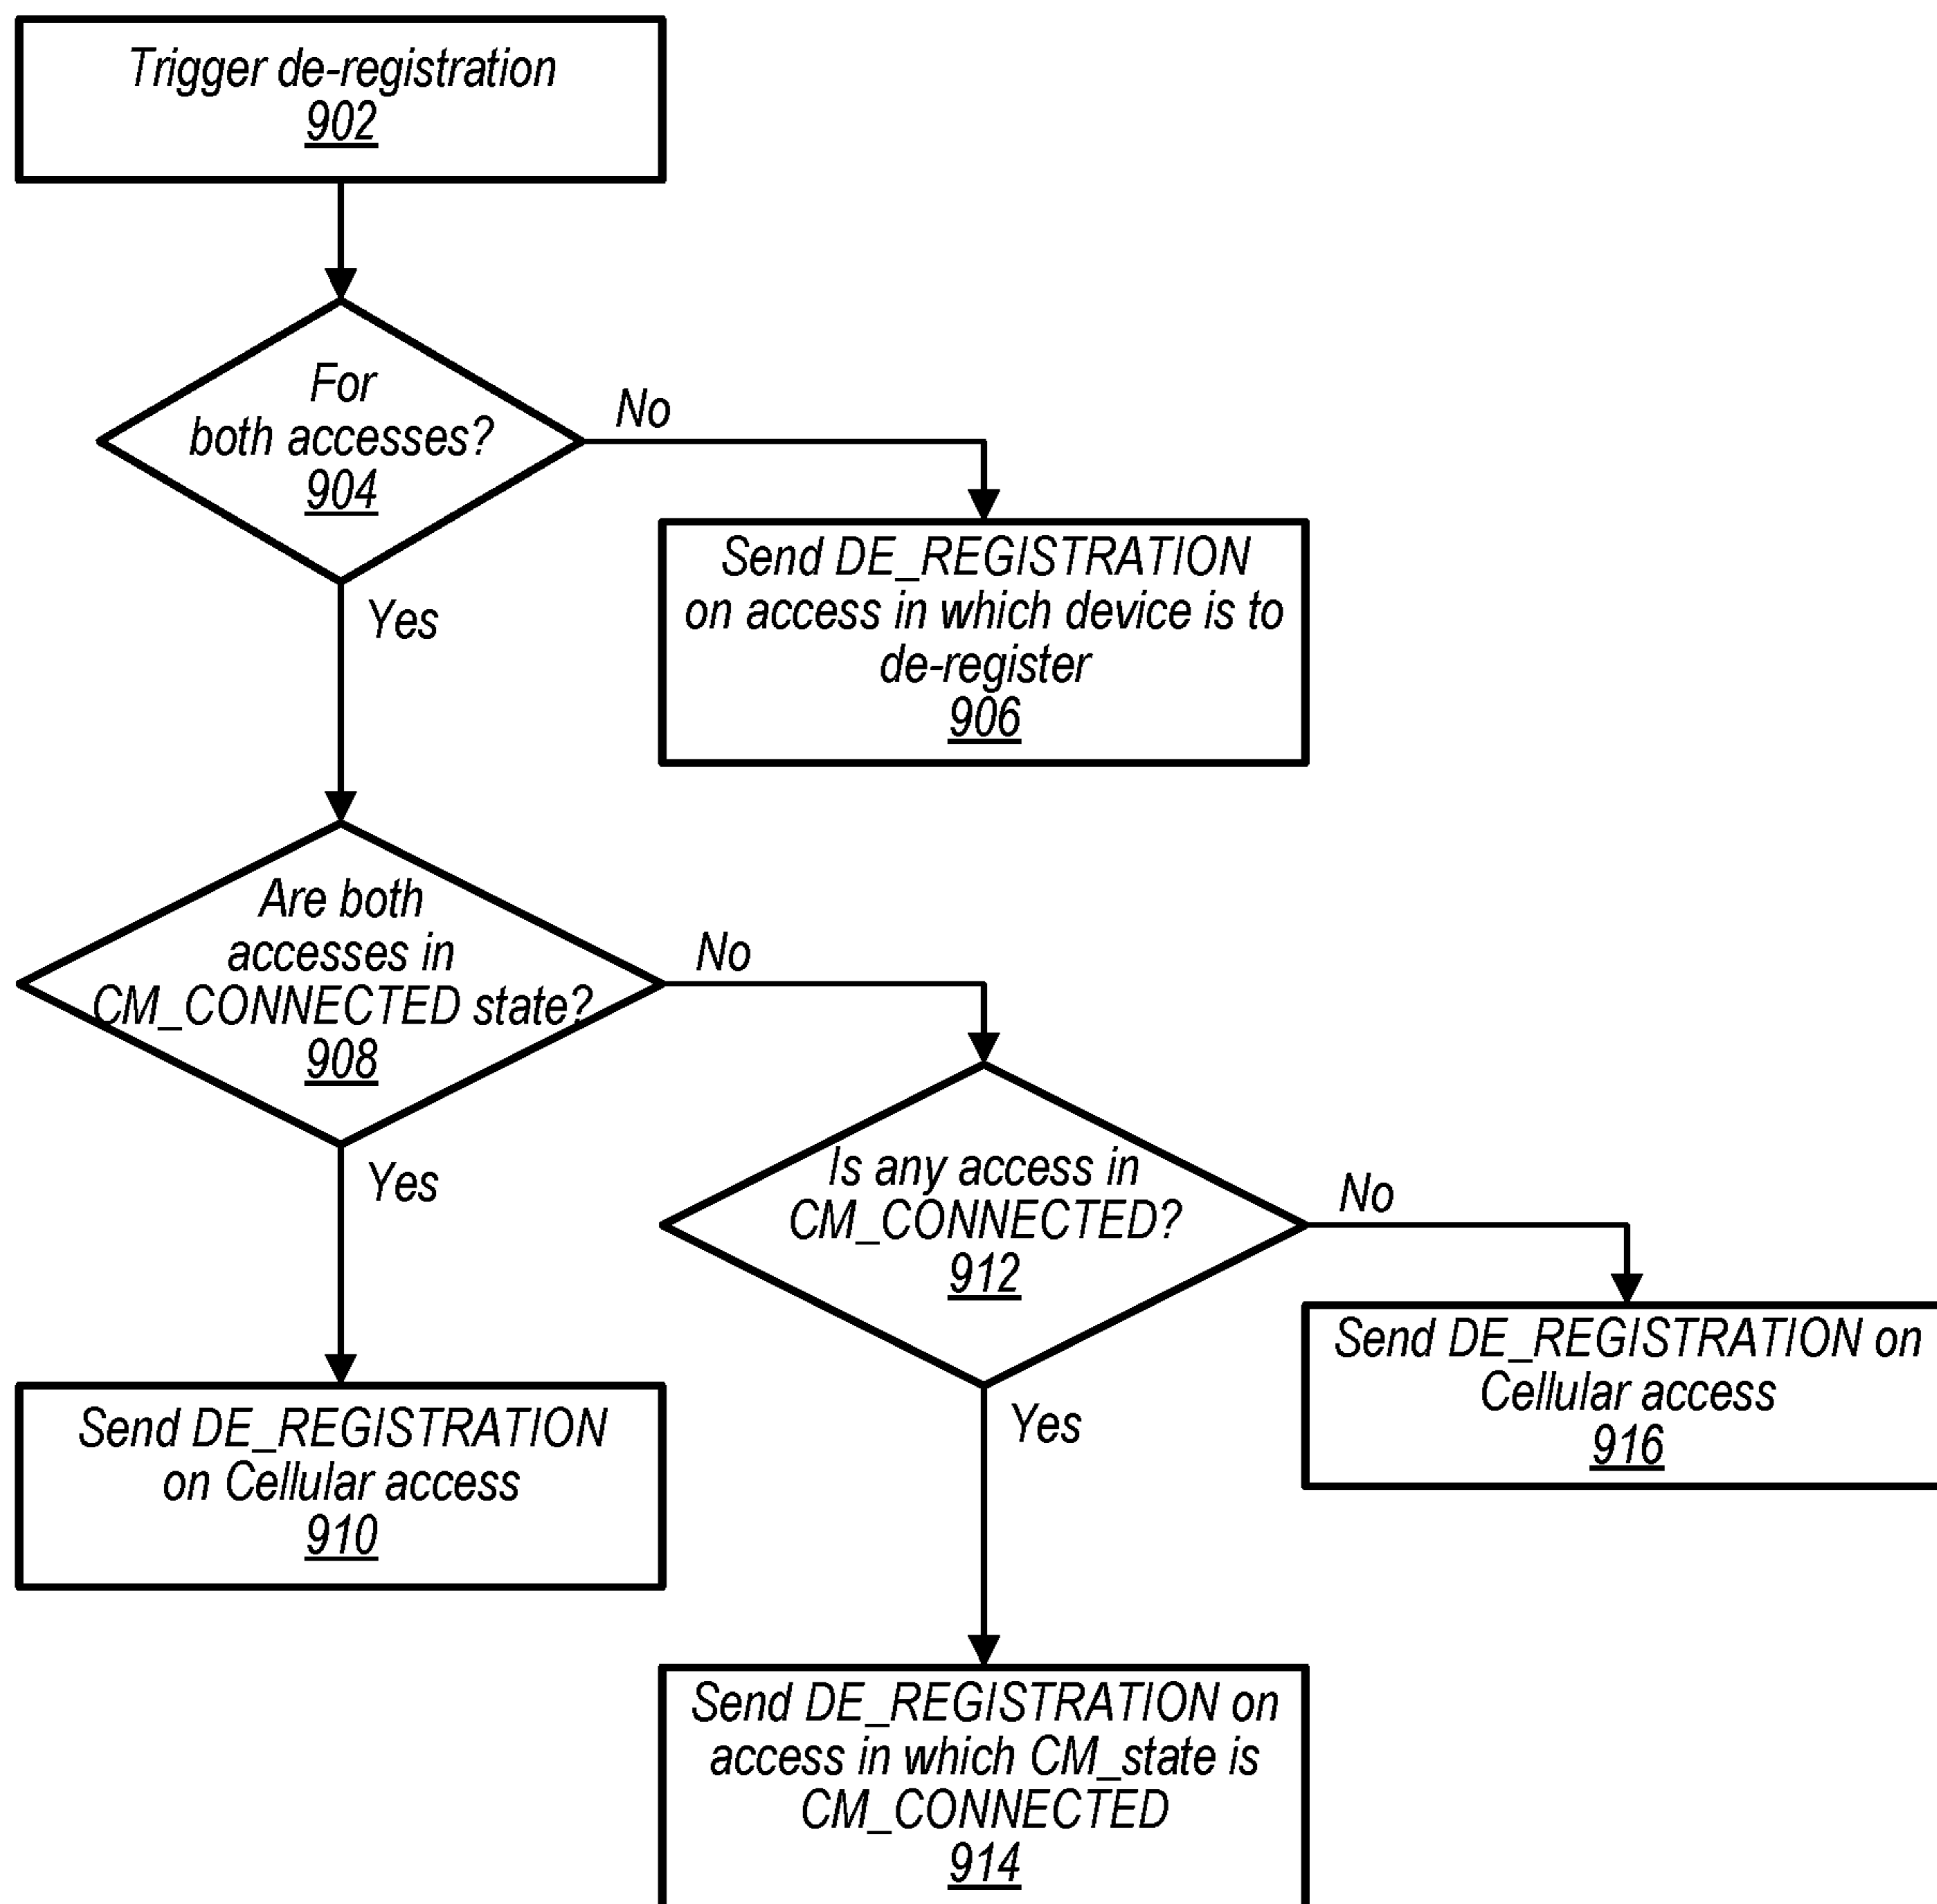 Trigger de-registration
902
For
both accesses?
904
No
Yes
Send DE_REGISTRATION
on access in which device is to
de-register
906
Are both
accesses in
CM_CONNECTED state?
908
No
Yes
Is any access in
CM_CONNECTED?
912
No
Yes
Send DE_REGISTRATION
on Cellular access
910
Send DE_REGISTRATION on
Cellular access
916
Send DE_REGISTRATION on
access in which CM_state is
CM_CONNECTED
914